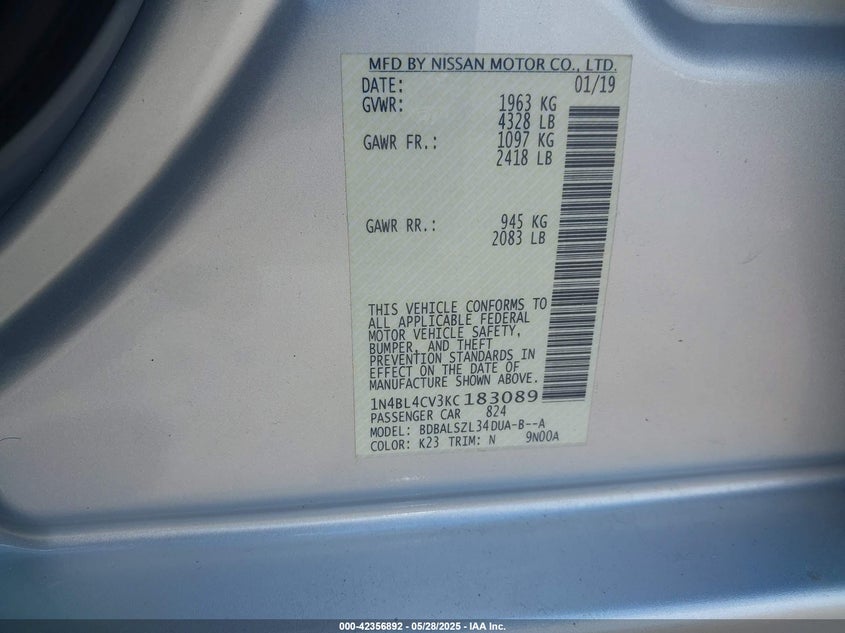 MFD BY NISSAN MOTOR CO., LTD.
DATE: 01/19
GVWR: 1963 KG
4328 LB
GAWR FR.: 1097 KG
2418 LB
GAWR RR.: 945 KG
2083 LB
THIS VEHICLE CONFORMS TO
ALL APPLICABLE FEDERAL
MOTOR VEHICLE SAFETY,
BUMPER, AND THEFT
PREVENTION STANDARDS IN
EFFECT ON THE DATE OF
MANUFACTURE SHOWN ABOVE.
1N4BL4CV3KC183089
PASSENGER CAR 824
MODEL: BDBALSZL34DUA-B--A
COLOR: K23 TRIM: N 9N00A
000-42356892 - 05/28/2025 - IAA Inc.